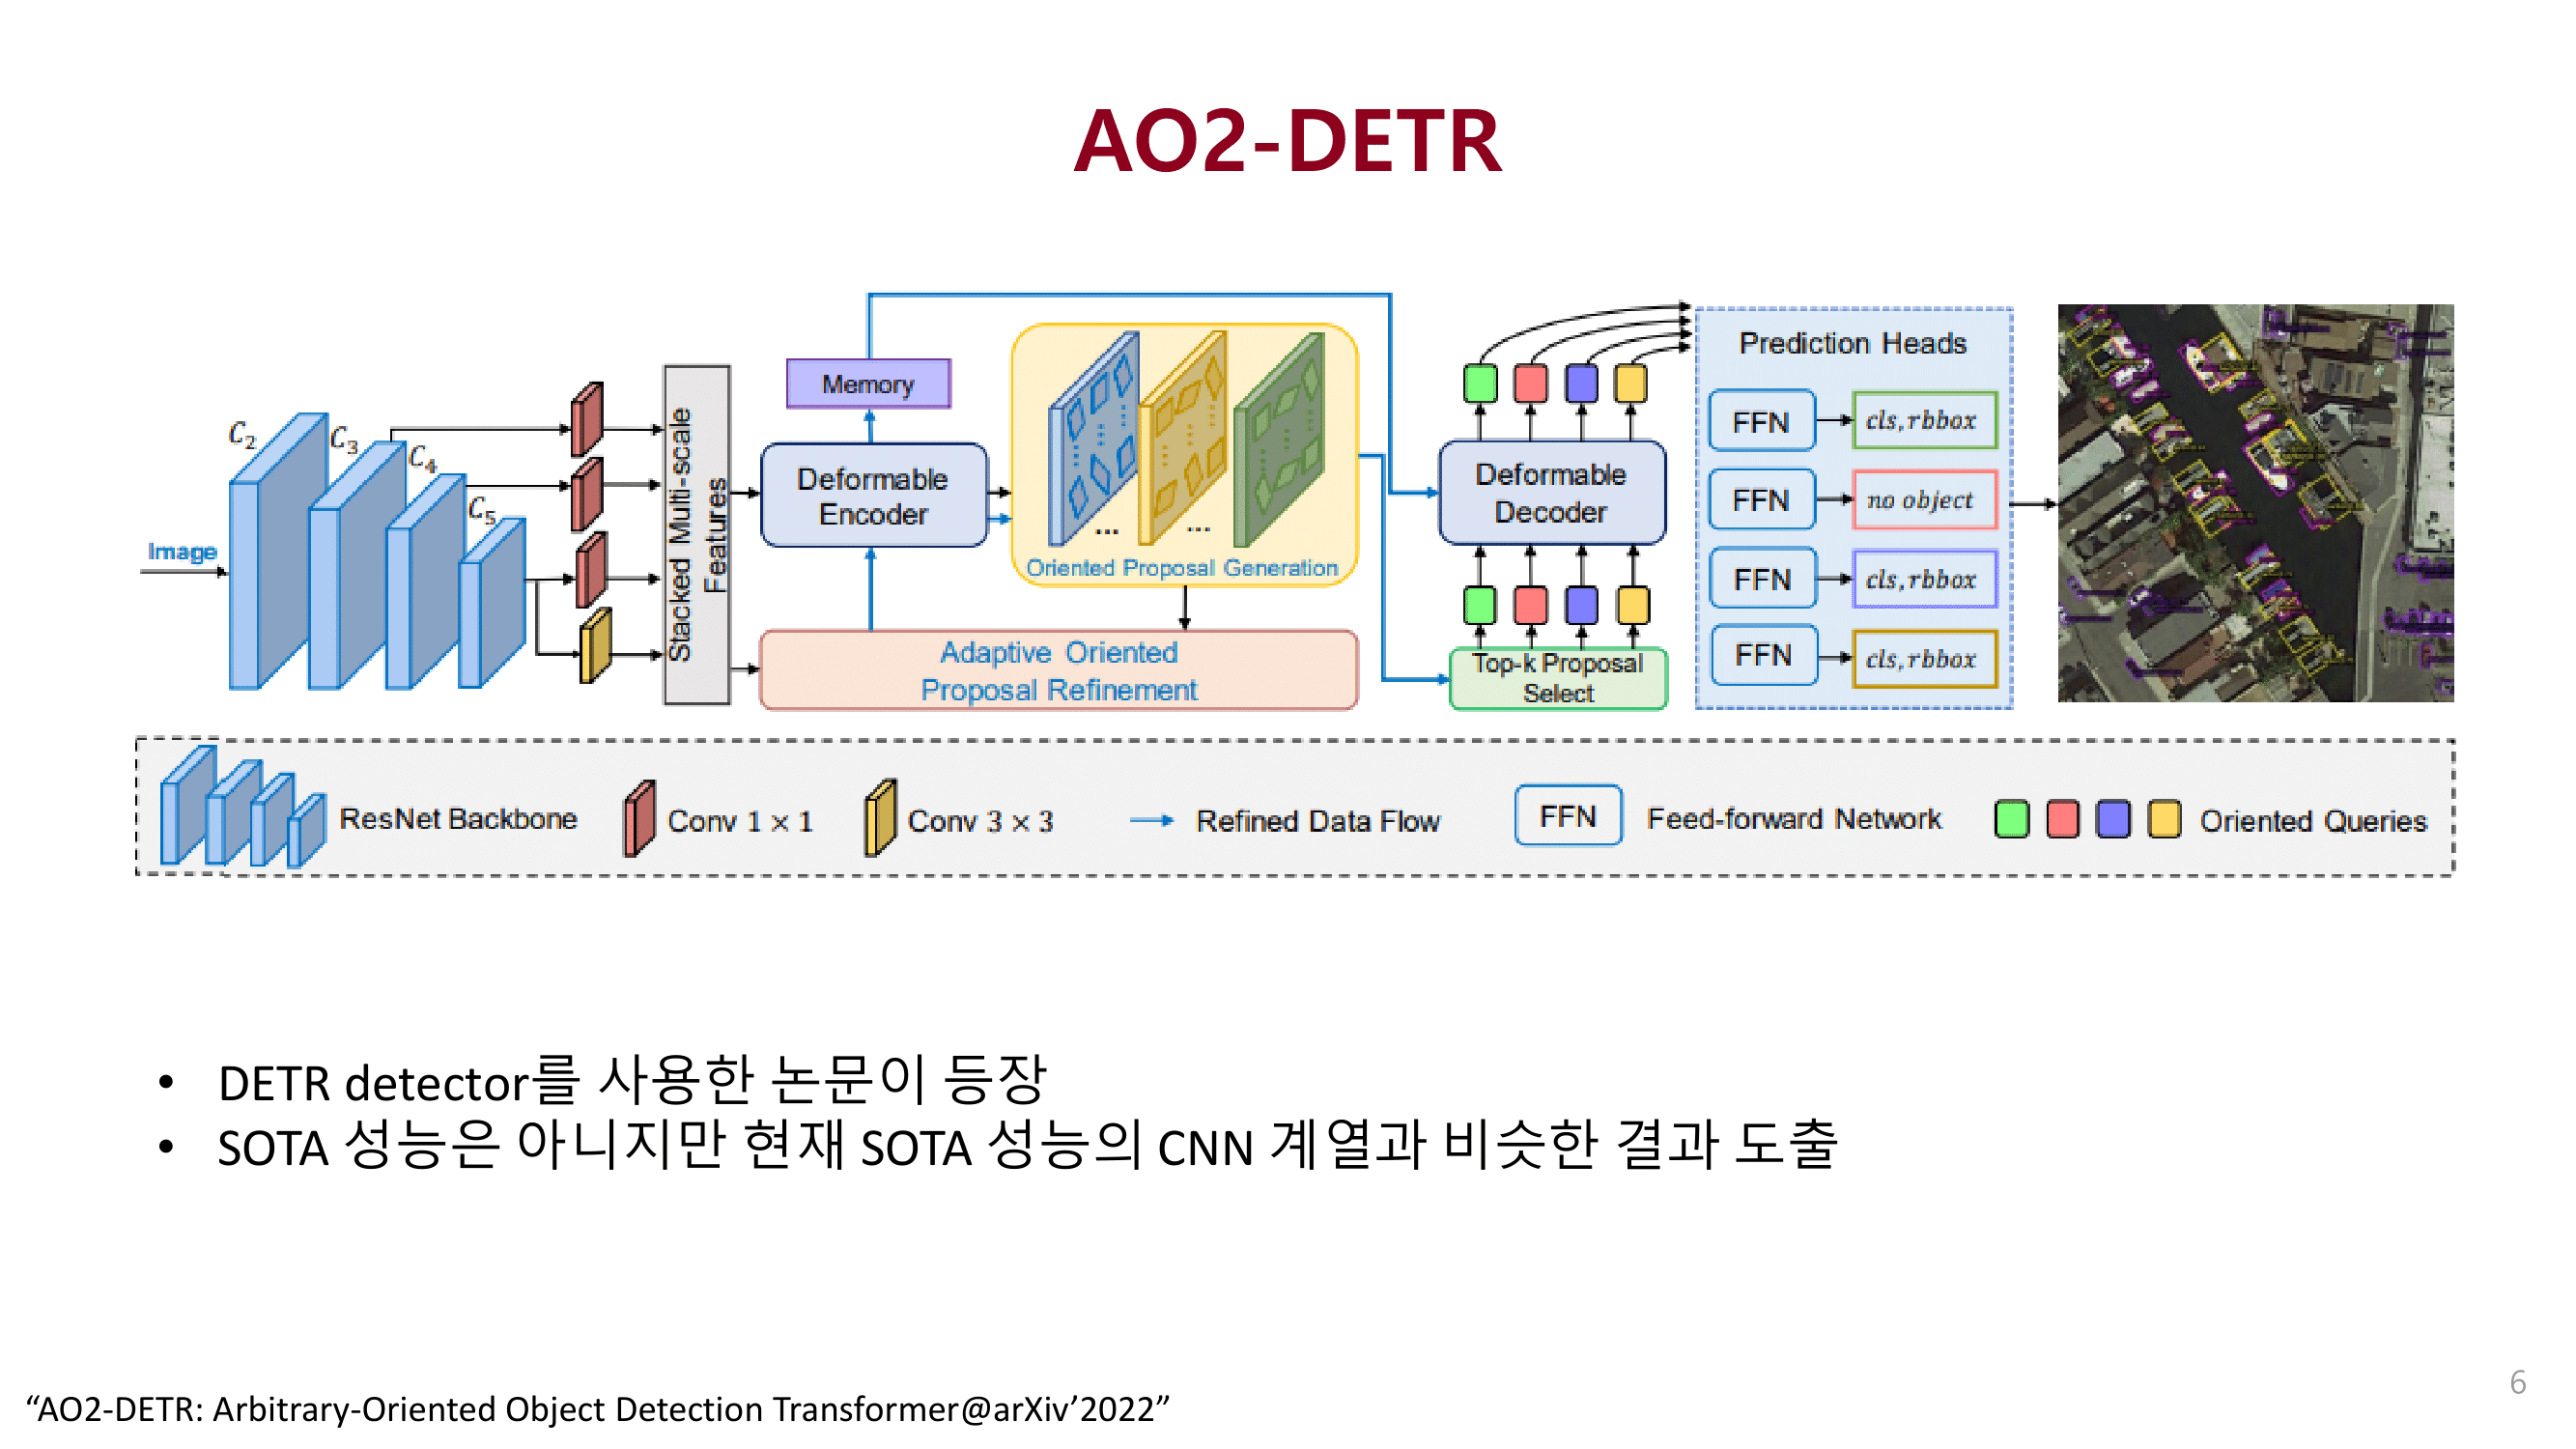 AO2-DETR
Image
C2
C3
C4
C5
Stacked Multi-scale
Features
Memory
Deformable
Encoder
Oriented Proposal Generation
... ...
Adaptive Oriented
Proposal Refinement
Deformable
Decoder
Top-k Proposal
Select
Prediction Heads
FFN cls,rbbox
FFN no object
FFN cls,rbbox
FFN cls,rbbox
ResNet Backbone Conv 1 × 1 Conv 3 × 3 Refined Data Flow FFN Feed-forward Network Oriented Queries
• DETR detector를 사용한 논문이 등장
• SOTA 성능은 아니지만 현재 SOTA 성능의 CNN 계열과 비슷한 결과 도출
6
“AO2-DETR: Arbitrary-Oriented Object Detection Transformer@arXiv’2022”